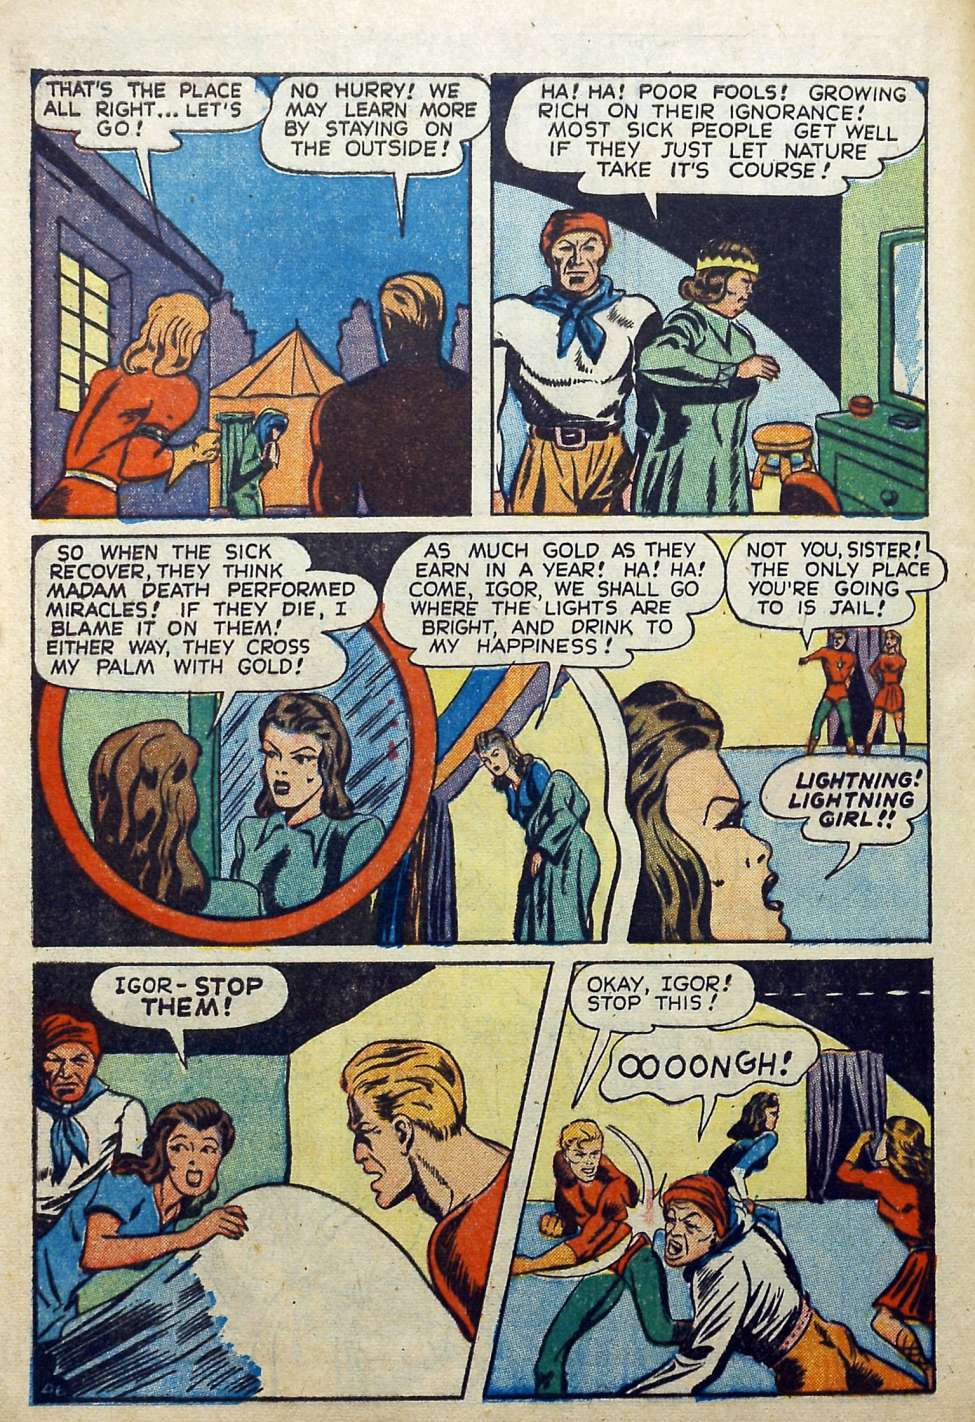 THAT'S THE PLACE
ALL RIGHT... LET'S
GO!
NO HURRY! WE
MAY LEARN MORE
BY STAYING ON
THE OUTSIDE!
HA! HA! POOR FOOLS! GROWING
RICH ON THEIR IGNORANCE!
MOST SICK PEOPLE GET WELL
IF THEY JUST LET NATURE
TAKE IT'S COURSE!
SO WHEN THE SICK
RECOVER, THEY THINK
MADAM DEATH PERFORMED
MIRACLES! IF THEY DIE, I
BLAME IT ON THEM!
EITHER WAY, THEY CROSS
MY PALM WITH GOLD!
AS MUCH GOLD AS THEY
EARN IN A YEAR! HA! HA!
COME, IGOR, WE SHALL GO
WHERE THE LIGHTS ARE
BRIGHT, AND DRINK TO
MY HAPPINESS!
NOT YOU, SISTER!
THE ONLY PLACE
YOU'RE GOING
TO IS JAIL!
LIGHTNING!
LIGHTNING
GIRL!!
IGOR- STOP
THEM!
OKAY, IGOR!
STOP THIS!
OOOONGH!